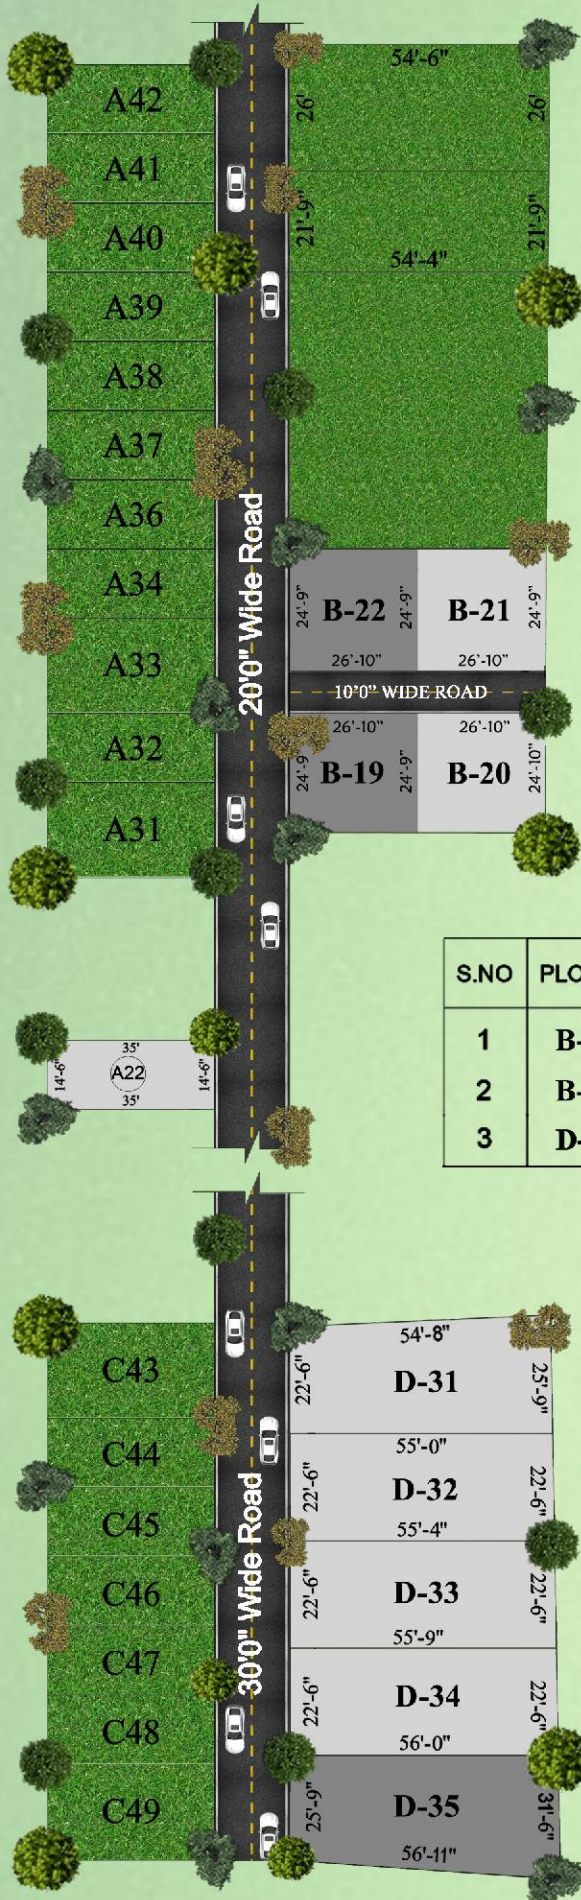 A42
A41
A40
A39
A38
A37
A36
A34
A33
A32
A31
20'0" Wide Road
54'-6"
26'
26'
21'-9"
21'-9"
54'-4"
24'-9" B-22 24'-9" B-21 24'-9"
26'-10" 26'-10"
10'0" WIDE ROAD
26'-10" 26'-10"
24'-9" B-19 24'-9" B-20 24'-10"
35'
14'-6" A22 14'-6"
35'
S.NO PLO
1 B-
2 B-
3 D-
C43
C44
C45
C46
C47
C48
C49
30'0" Wide Road
54'-8"
22'-6" D-31 25'-9"
55'-0"
22'-6" D-32 22'-6"
55'-4"
22'-6" D-33 22'-6"
55'-9"
22'-6" D-34 22'-6"
56'-0"
25'-9" D-35 31'-6"
56'-11"